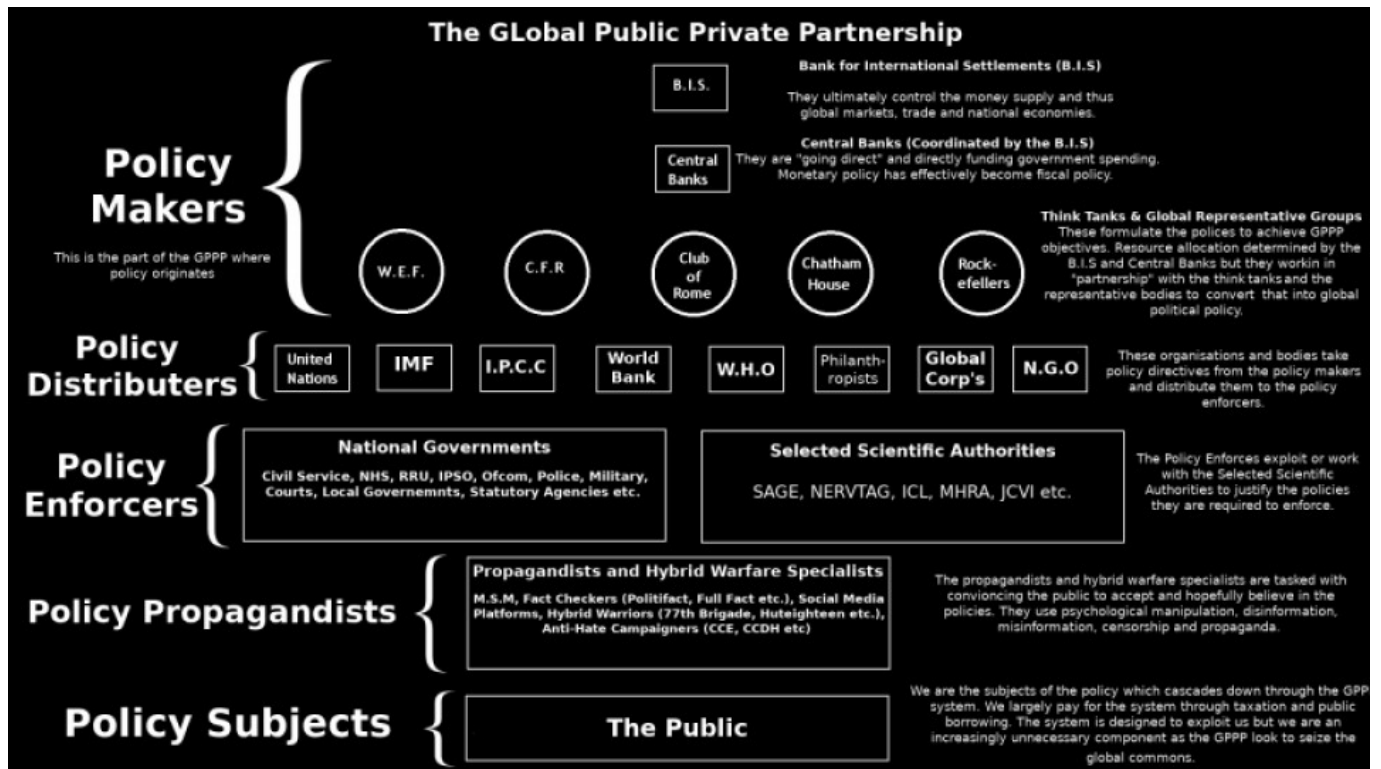 The GLobal Public Private Partnership
B.I.S.
Bank for International Settlements (B.I.S)
They ultimately control the money supply and thus
global markets, trade and national economies.
Central
Banks
Central Banks (Coordinated by the B.I.S)
They are "going direct" and directly funding government spending.
Monetary policy has effectively become fiscal policy.
Policy
Makers
This is the part of the GPPP where
policy originates
W.E.F.
C.F.R
Club
of
Rome
Chatham
House
Rock-
efellers
Think Tanks & Global Representative Groups
These formulate the polices to achieve GPPP
objectives. Resource allocation determined by the
B.I.S and Central Banks but they workin in
"partnership" with the think tanks and the
representative bodies to convert that into global
political policy.
Policy
Distributers
United
Nations
IMF
I.P.C.C
World
Bank
W.H.O
Philanth-
ropists
Global
Corp's
N.G.O
These organisations and bodies take
policy directives from the policy makers
and distribute them to the policy
enforcers.
Policy
Enforcers
National Governments
Civil Service, NHS, RRU, IPSO, Ofcom, Police, Military,
Courts, Local Governemnts, Statutory Agencies etc.
Selected Scientific Authorities
SAGE, NERVTAG, ICL, MHRA, JCVI etc.
The Policy Enforces exploit or work
with the Selected Scientific
Authorities to justify the policies
they are required to enforce.
Policy Propagandists
Propagandists and Hybrid Warfare Specialists
M.S.M, Fact Checkers (Politifact, Full Fact etc.), Social Media
Platforms, Hybrid Warriors (77th Brigade, Huteighteen etc.),
Anti-Hate Campaigners (CCE, CCDH etc)
The propagandists and hybrid warfare specialists are tasked with
convioncing the public to accept and hopefully believe in the
policies. They use psychological manipulation, disinformation,
misinformation, censorship and propaganda.
Policy Subjects
The Public
We are the subjects of the policy which cascades down through the GPP
system. We largely pay for the system through taxation and public
borrowing. The system is designed to exploit us but we are an
increasingly unnecessary component as the GPPP look to seize the
global commons.